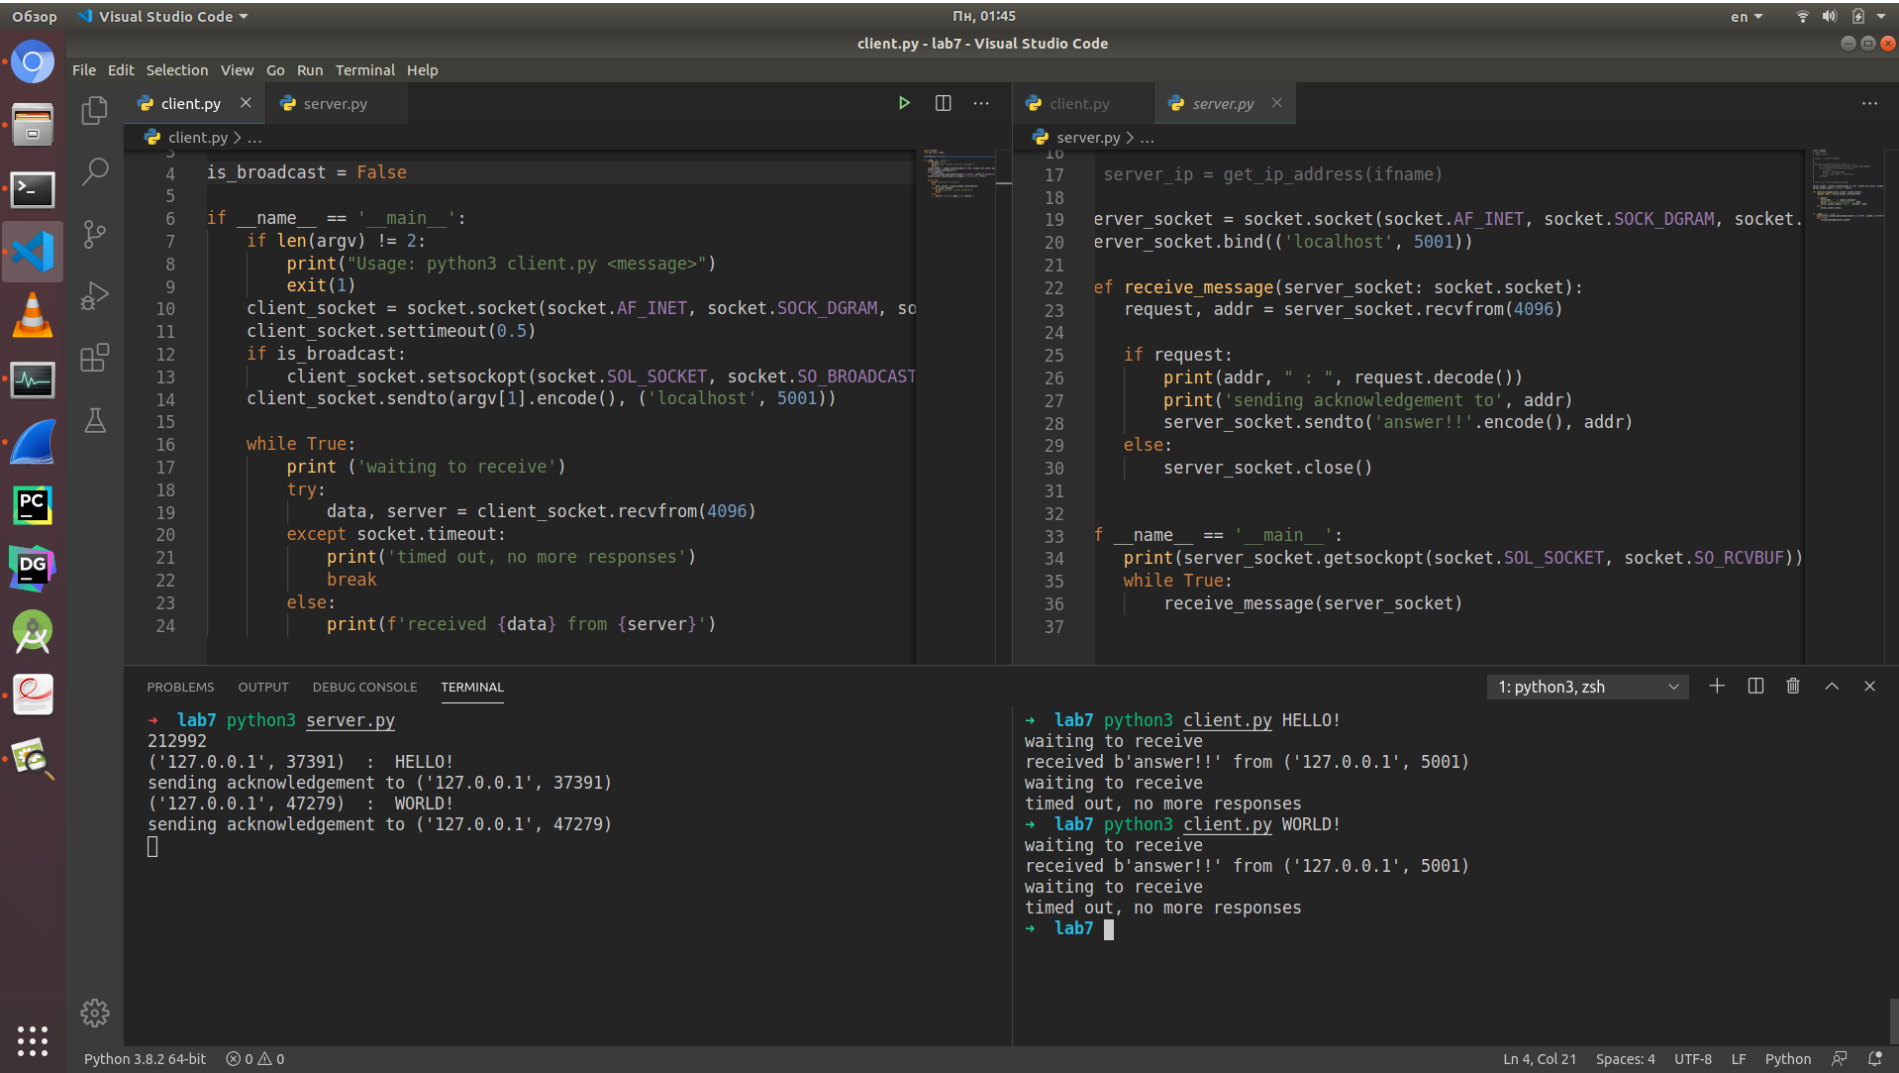 Обзор Visual Studio Code Пн, 01:45 en
client.py - lab7 - Visual Studio Code
File Edit Selection View Go Run Terminal Help
client.py server.py
client.py > ...
3
4 is_broadcast = False
5
6 if __name__ == '__main__':
7 if len(argv) != 2:
8 print("Usage: python3 client.py <message>")
9 exit(1)
10 client_socket = socket.socket(socket.AF_INET, socket.SOCK_DGRAM, so
11 client_socket.settimeout(0.5)
12 if is_broadcast:
13 client_socket.setsockopt(socket.SOL_SOCKET, socket.SO_BROADCAST
14 client_socket.sendto(argv[1].encode(), ('localhost', 5001))
15
16 while True:
17 print ('waiting to receive')
18 try:
19 data, server = client_socket.recvfrom(4096)
20 except socket.timeout:
21 print('timed out, no more responses')
22 break
23 else:
24 print(f'received {data} from {server}')
client.py server.py
server.py > ...
16
17 server_ip = get_ip_address(ifname)
18
19 erver_socket = socket.socket(socket.AF_INET, socket.SOCK_DGRAM, socket.
20 erver_socket.bind(('localhost', 5001))
21
22 ef receive_message(server_socket: socket.socket):
23 request, addr = server_socket.recvfrom(4096)
24
25 if request:
26 print(addr, " : ", request.decode())
27 print('sending acknowledgement to', addr)
28 server_socket.sendto('answer!!'.encode(), addr)
29 else:
30 server_socket.close()
31
32
33 f __name__ == '__main__':
34 print(server_socket.getsockopt(socket.SOL_SOCKET, socket.SO_RCVBUF))
35 while True:
36 receive_message(server_socket)
37
PROBLEMS OUTPUT DEBUG CONSOLE TERMINAL 1: python3, zsh
➜ lab7 python3 server.py
212992
('127.0.0.1', 37391) : HELLO!
sending acknowledgement to ('127.0.0.1', 37391)
('127.0.0.1', 47279) : WORLD!
sending acknowledgement to ('127.0.0.1', 47279)
➜ lab7 python3 client.py HELLO!
waiting to receive
received b'answer!!' from ('127.0.0.1', 5001)
waiting to receive
timed out, no more responses
➜ lab7 python3 client.py WORLD!
waiting to receive
received b'answer!!' from ('127.0.0.1', 5001)
waiting to receive
timed out, no more responses
➜ lab7
PC
DG
Python 3.8.2 64-bit 0 0 Ln 4, Col 21 Spaces: 4 UTF-8 LF Python